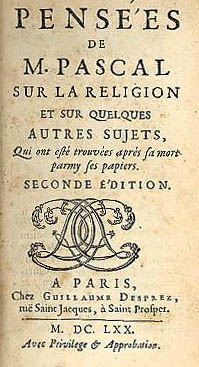 PENSÉES
DE
M. PASCAL
SUR LA RELIGION
ET SUR QUELQUES
AUTRES SUJETS,
Qui ont esté trouvées aprés sa mort
parmy ses papiers.
SECONDE ÉDITION.
A PARIS,
Chez GUILLAUME DESPREZ,
ruë Saint Jacques, à Saint Prosper.
M. DC. LXX.
Avec Privilege & Approbation.